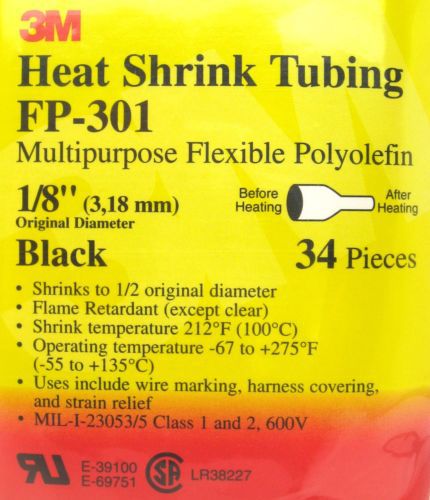 3M
Heat Shrink Tubing
FP-301
Multipurpose Flexible Polyolefin
1/8" (3,18 mm)
Original Diameter
Before
Heating
After
Heating
Black
34 Pieces
• Shrinks to 1/2 original diameter
• Flame Retardant (except clear)
• Shrink temperature 212°F (100°C)
• Operating temperature -67 to +275°F
(-55 to +135°C)
• Uses include wire marking, harness covering,
and strain relief
• MIL-I-23053/5 Class 1 and 2, 600V
UR
E-39100
E-69751
SA
LR38227